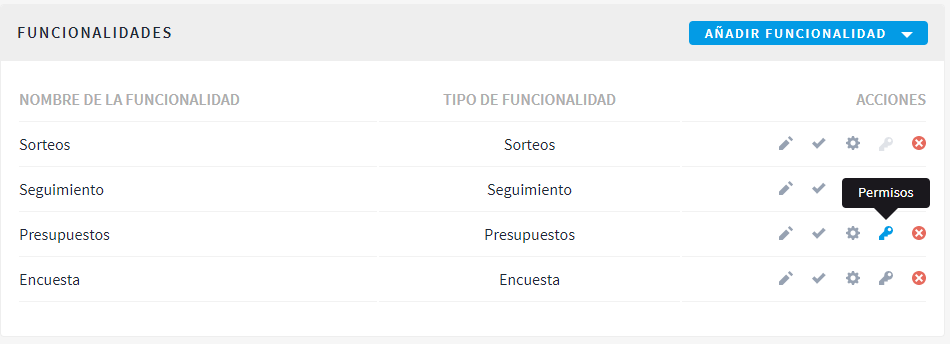 FUNCIONALIDADES AÑADIR FUNCIONALIDAD
NOMBRE DE LA FUNCIONALIDAD TIPO DE FUNCIONALIDAD ACCIONES
Sorteos Sorteos
Seguimiento Seguimiento
Permisos
Presupuestos Presupuestos
Encuesta Encuesta